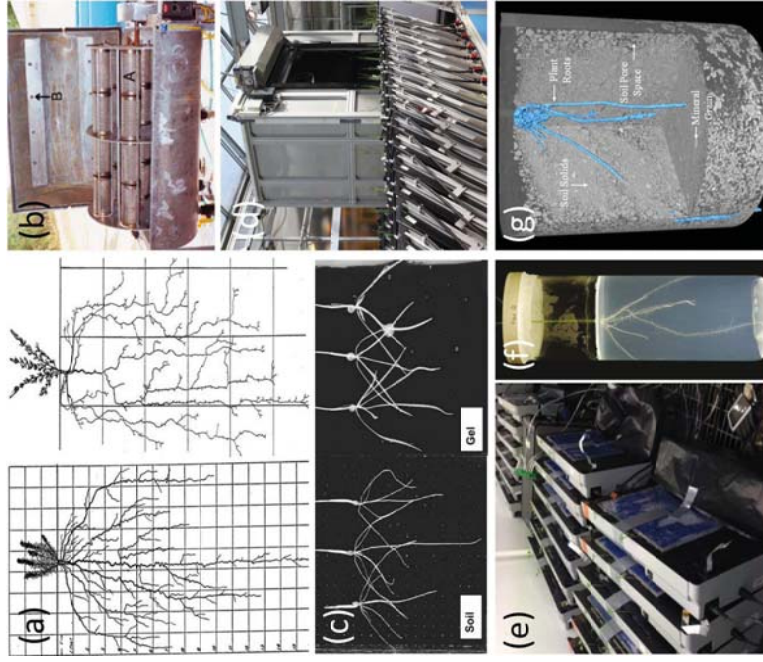 (a)
(b)
B
A
(c)
Soil
Gel
(d)
(e)
(f)
(g)
Plant
Roots
Soil Pore
Space
Soil Solids
Mineral
Grain